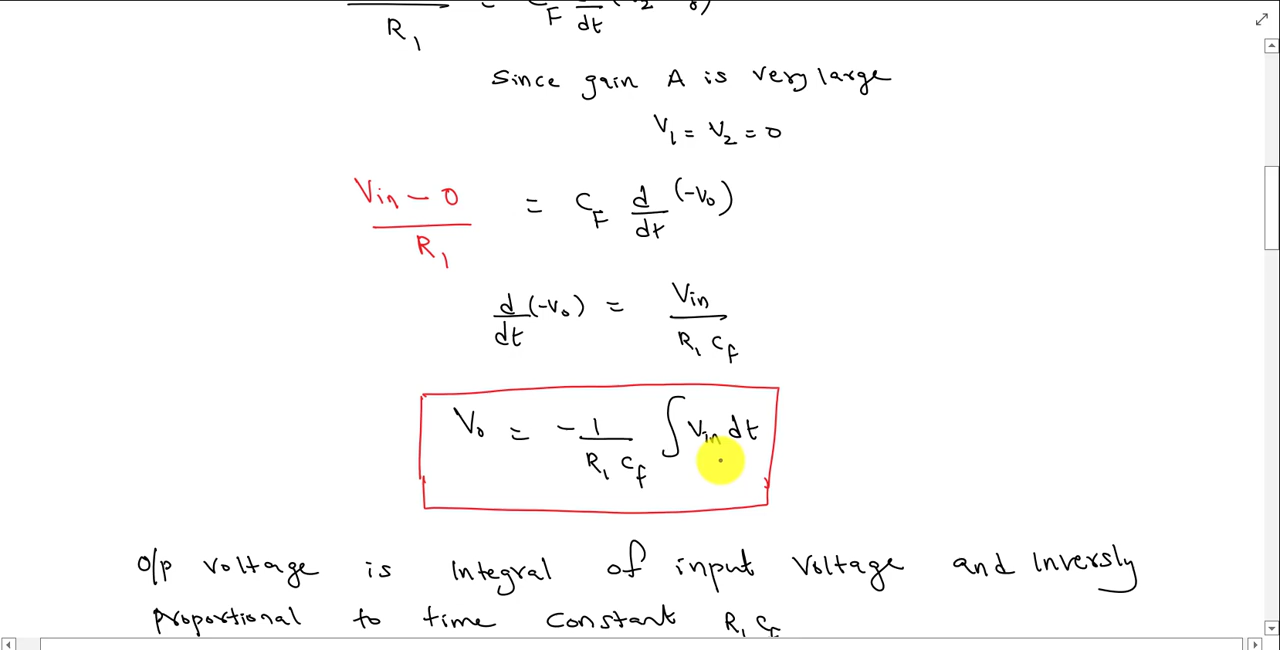 R₁ = C_F d/dt
Since gain A is very large
V₁ = V₂ = 0
(Vin − 0)/R₁ = C_F d/dt (−V₀)
d/dt (−V₀) = Vin/(R₁ C_f)
V₀ = −1/(R₁ C_f) ∫ Vin dt
o/p voltage is Integral of input Voltage and Inversly
proportional to time constant R₁ C_F